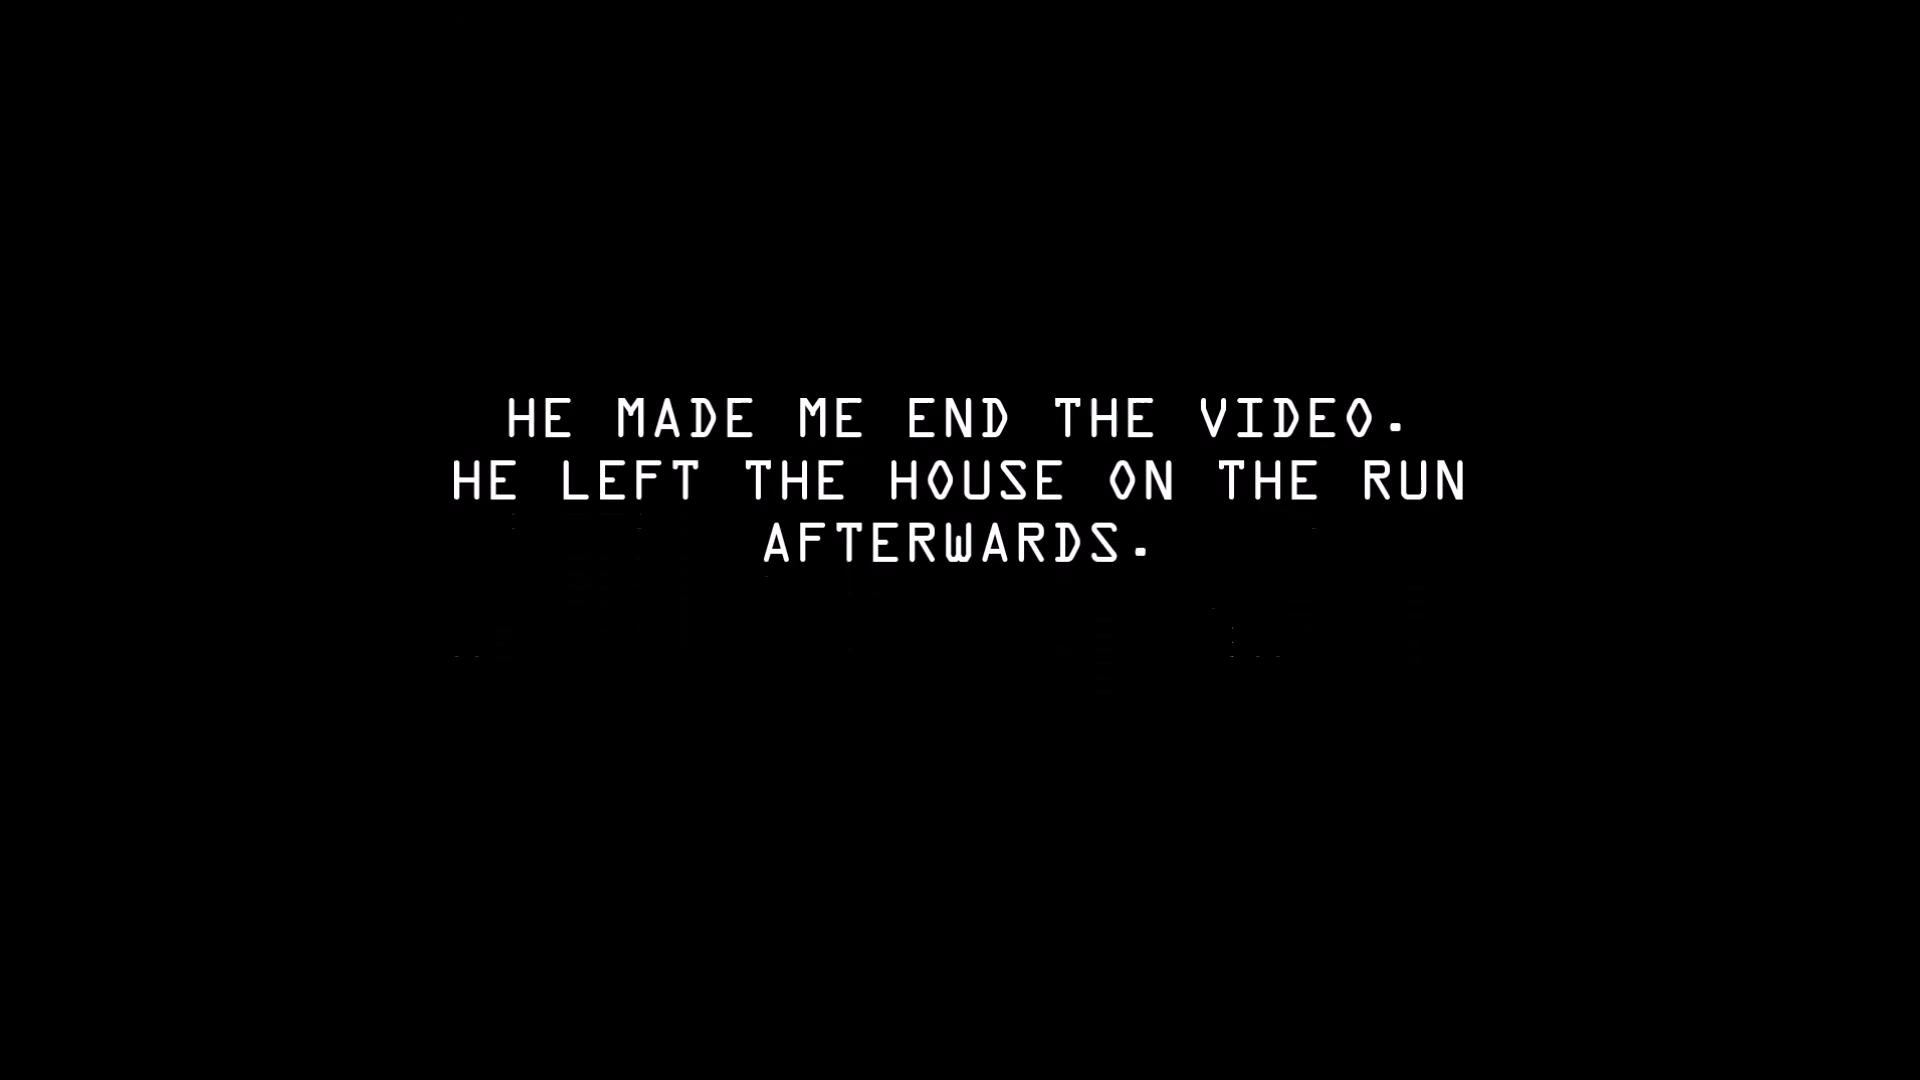 HE MADE ME END THE VIDEO.
HE LEFT THE HOUSE ON THE RUN
AFTERWARDS.